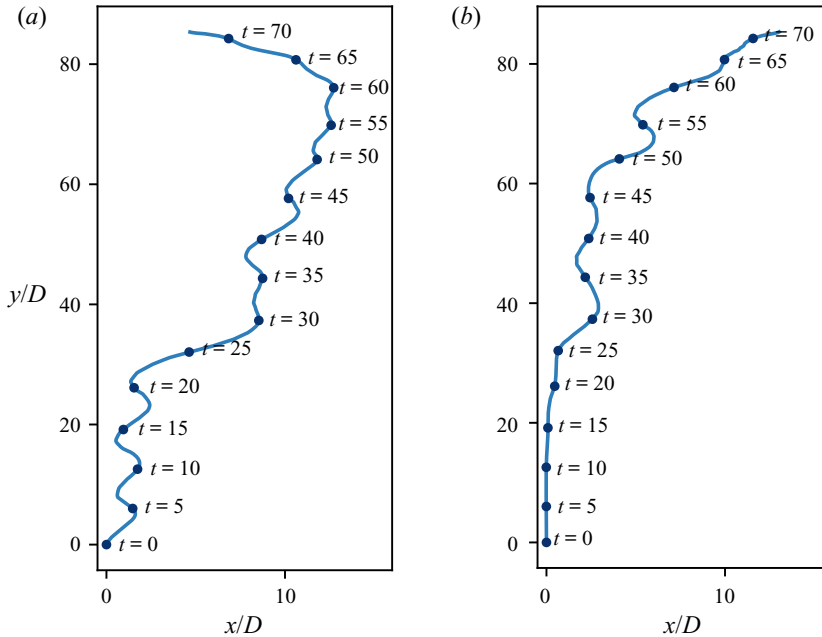 (a)
80
60
40
20
0
y/D
t = 70
t = 65
t = 60
t = 55
t = 50
t = 45
t = 40
t = 35
t = 30
t = 25
t = 20
t = 15
t = 10
t = 5
t = 0
0
10
x/D
(b)
80
60
40
20
0
t = 70
t = 65
t = 60
t = 55
t = 50
t = 45
t = 40
t = 35
t = 30
t = 25
t = 20
t = 15
t = 10
t = 5
t = 0
0
10
x/D